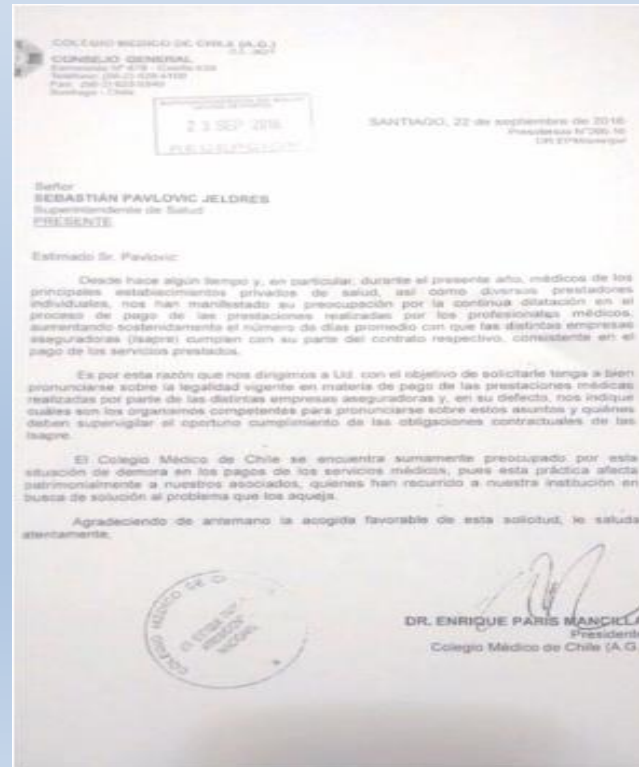 COLEGIO MEDICO DE CHILE (A.G.)
CONSEJO GENERAL
Esmeralda Nº 678 - Casilla 639
Santiago - Chile
23 SEP 2016
RECEPCION
SANTIAGO, 22 de septiembre de 2016
Señor
SEBASTIÁN PAVLOVIC JELDRES
Superintendente de Salud
PRESENTE
Estimado Sr. Pavlovic:
Desde hace algún tiempo y, en particular, durante el presente año, médicos de los
principales establecimientos privados de salud, así como diversos prestadores
individuales, nos han manifestado su preocupación por la continua dilatación en el
proceso de pago de las prestaciones realizadas por los profesionales médicos,
aumentando sostenidamente el número de días promedio con que las distintas empresas
aseguradoras (Isapre) cumplen con su parte del contrato respectivo, consistente en el
pago de los servicios prestados.
Es por esta razón que nos dirigimos a Ud. con el objetivo de solicitarle tenga a bien
pronunciarse sobre la legalidad vigente en materia de pago de las prestaciones médicas
realizadas por parte de las distintas empresas aseguradoras y, en su defecto, nos indique
cuáles son los organismos competentes para pronunciarse sobre estos asuntos y quiénes
deben supervigilar el oportuno cumplimiento de las obligaciones contractuales de las
Isapre.
El Colegio Médico de Chile se encuentra sumamente preocupado por esta
situación de demora en los pagos de los servicios médicos, pues esta práctica afecta
patrimonialmente a nuestros asociados, quienes han recurrido a nuestra institución en
busca de solución al problema que los aqueja.
Agradeciendo de antemano la acogida favorable de esta solicitud, le saluda
atentamente,
COLEGIO MEDICO DE
DR. ENRIQUE PARIS MANCILLA
Presidente
Colegio Médico de Chile (A.G.